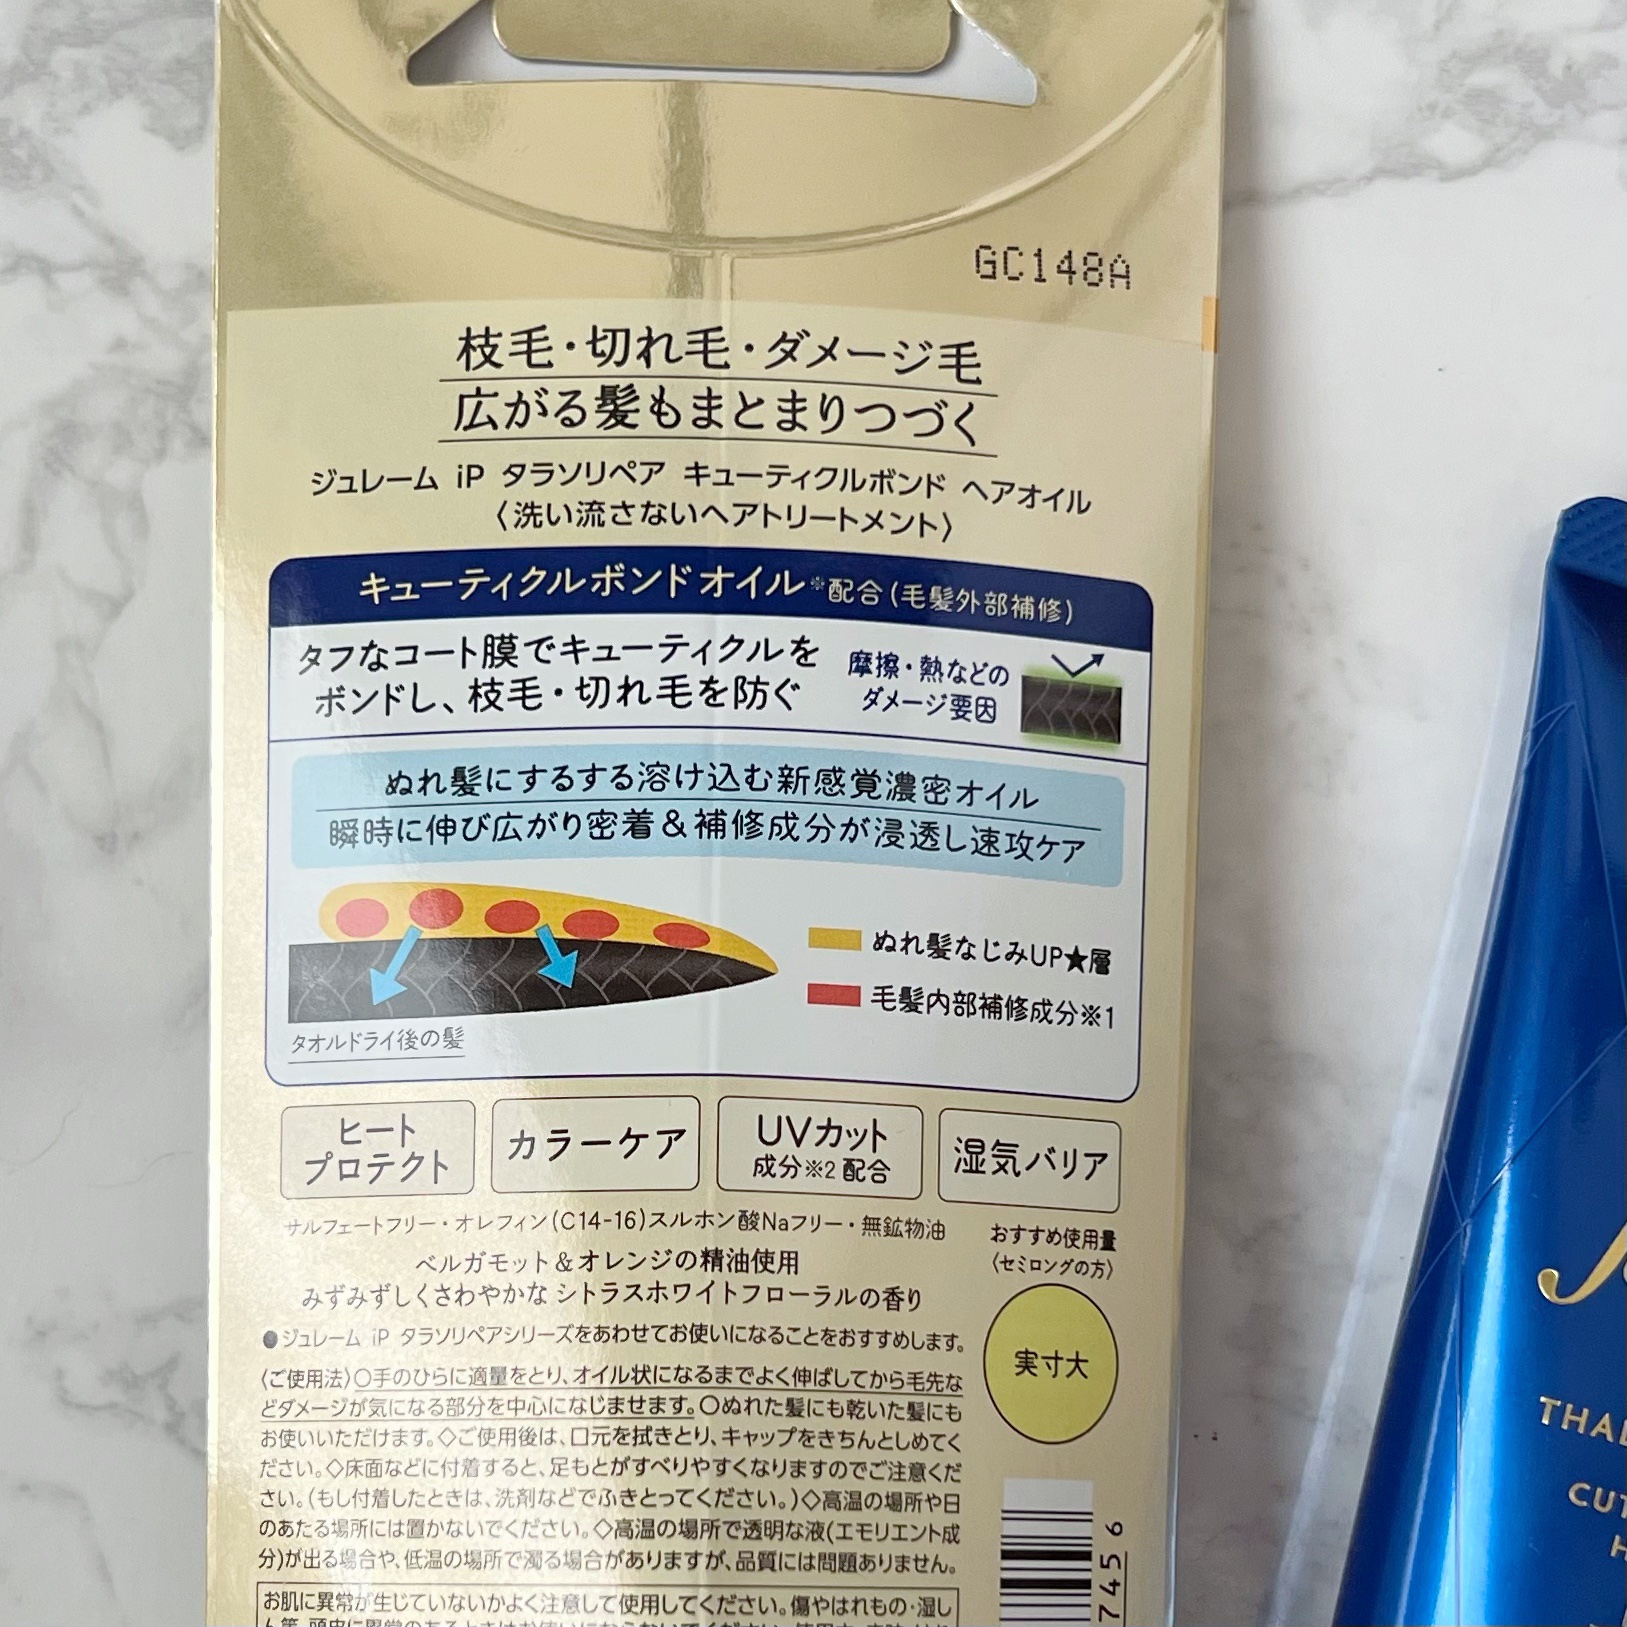 GC148A
枝毛・切れ毛・ダメージ毛
広がる髪もまとまりつづく
ジュレーム iP タラソリペア キューティクルボンド ヘアオイル
〈洗い流さないヘアトリートメント〉
キューティクルボンドオイル※配合(毛髪外部補修)
タフなコート膜でキューティクルを
ボンドし、枝毛・切れ毛を防ぐ
摩擦・熱などの
ダメージ要因
ぬれ髪にするする溶け込む新感覚濃密オイル
瞬時に伸び広がり密着&補修成分が浸透し速攻ケア
ぬれ髪なじみUP★層
毛髪内部補修成分※1
タオルドライ後の髪
ヒート
プロテクト
カラーケア
UVカット
成分※2配合
湿気バリア
サルフェートフリー・オレフィン(C14-16)スルホン酸Naフリー・無鉱物油
ベルガモット&オレンジの精油使用
みずみずしくさわやかな シトラスホワイトフローラルの香り
おすすめ使用量
〈セミロングの方〉
実寸大
●ジュレーム iP タラソリペアシリーズをあわせてお使いになることをおすすめします。
〈ご使用法〉○手のひらに適量をとり、オイル状になるまでよく伸ばしてから毛先な
どダメージが気になる部分を中心になじませます。○ぬれた髪にも乾いた髪にも
お使いいただけます。◇ご使用後は、口元を拭きとり、キャップをきちんとしめてく
ださい。◇床面などに付着すると、足もとがすべりやすくなりますのでご注意くだ
さい。(もし付着したときは、洗剤などでふきとってください。)◇高温の場所や日
のあたる場所には置かないでください。◇高温の場所で透明な液(エモリエント成
分)が出る場合や、低温の場所で濁る場合がありますが、品質には問題ありません。
お肌に異常が生じていないかよく注意して使用してください。傷やはれもの・湿し
7456
THAL
CUT
H